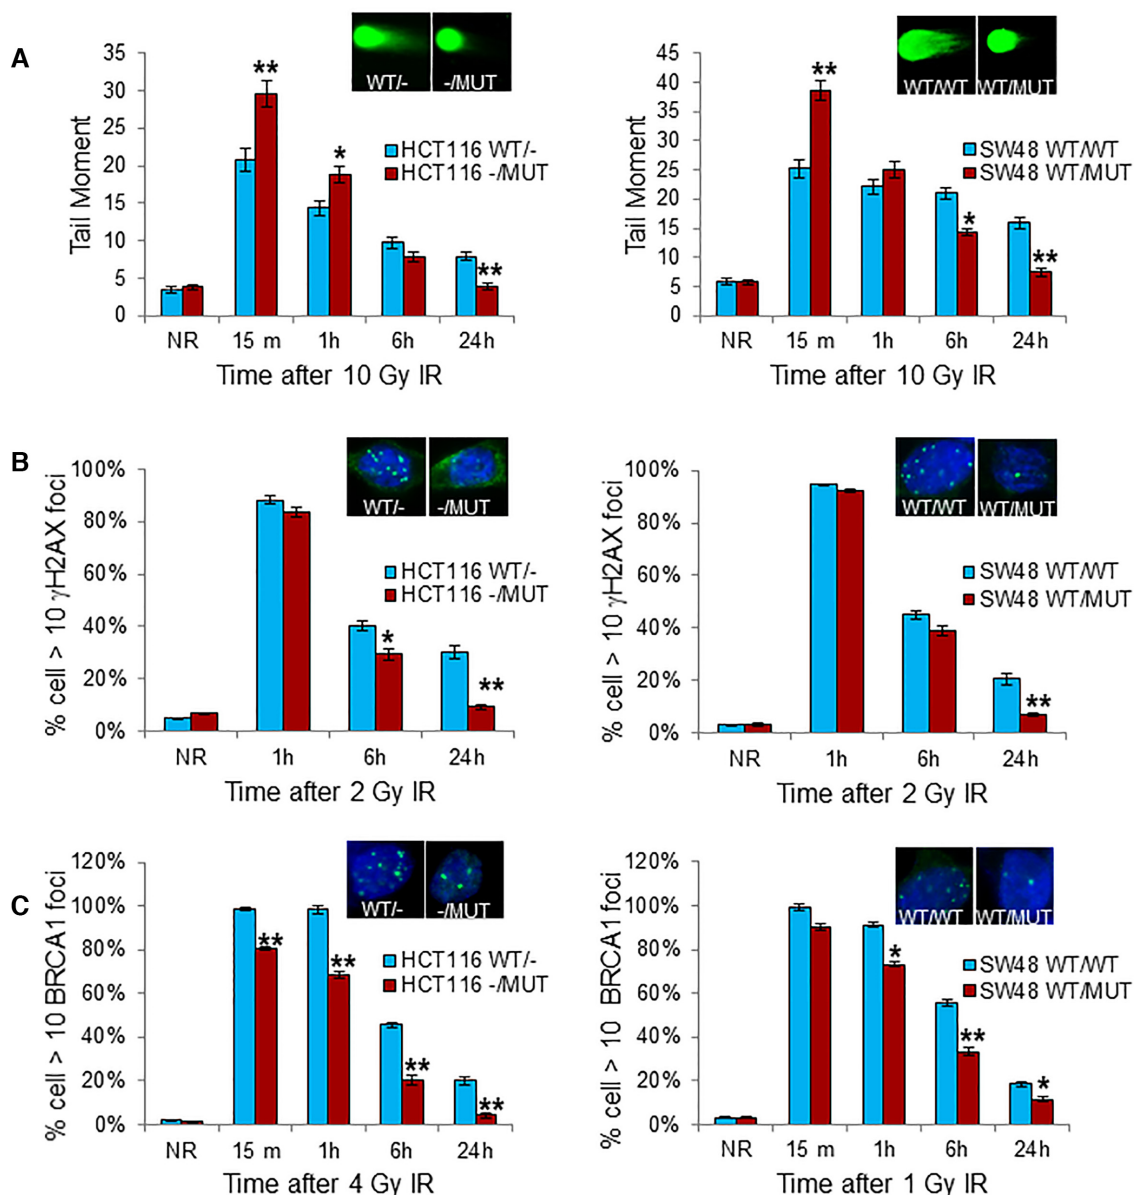 A
Tail Moment
35
30
25
20
15
10
5
0
**
*
**
WT/-
-/MUT
HCT116 WT/-
HCT116 -/MUT
NR
15 m
1h
6h
24h
Time after 10 Gy IR
Tail Moment
45
40
35
30
25
20
15
10
5
0
**
*
**
WT/WT
WT/MUT
SW48 WT/WT
SW48 WT/MUT
NR
15 m
1h
6h
24h
Time after 10 Gy IR
B
% cell > 10 γH2AX foci
100%
80%
60%
40%
20%
0%
*
**
WT/-
-/MUT
HCT116 WT/-
HCT116 -/MUT
NR
1h
6h
24h
Time after 2 Gy IR
% cell > 10 γH2AX foci
100%
80%
60%
40%
20%
0%
**
WT/WT
WT/MUT
SW48 WT/WT
SW48 WT/MUT
NR
1h
6h
24h
Time after 2 Gy IR
C
% cell > 10 BRCA1 foci
120%
100%
80%
60%
40%
20%
0%
**
**
**
**
WT/-
-/MUT
HCT116 WT/-
HCT116 -/MUT
NR
15 m
1h
6h
24h
Time after 4 Gy IR
% cell > 10 BRCA1 foci
120%
100%
80%
60%
40%
20%
0%
*
**
*
WT/WT
WT/MUT
SW48 WT/WT
SW48 WT/MUT
NR
15 m
1h
6h
24h
Time after 1 Gy IR